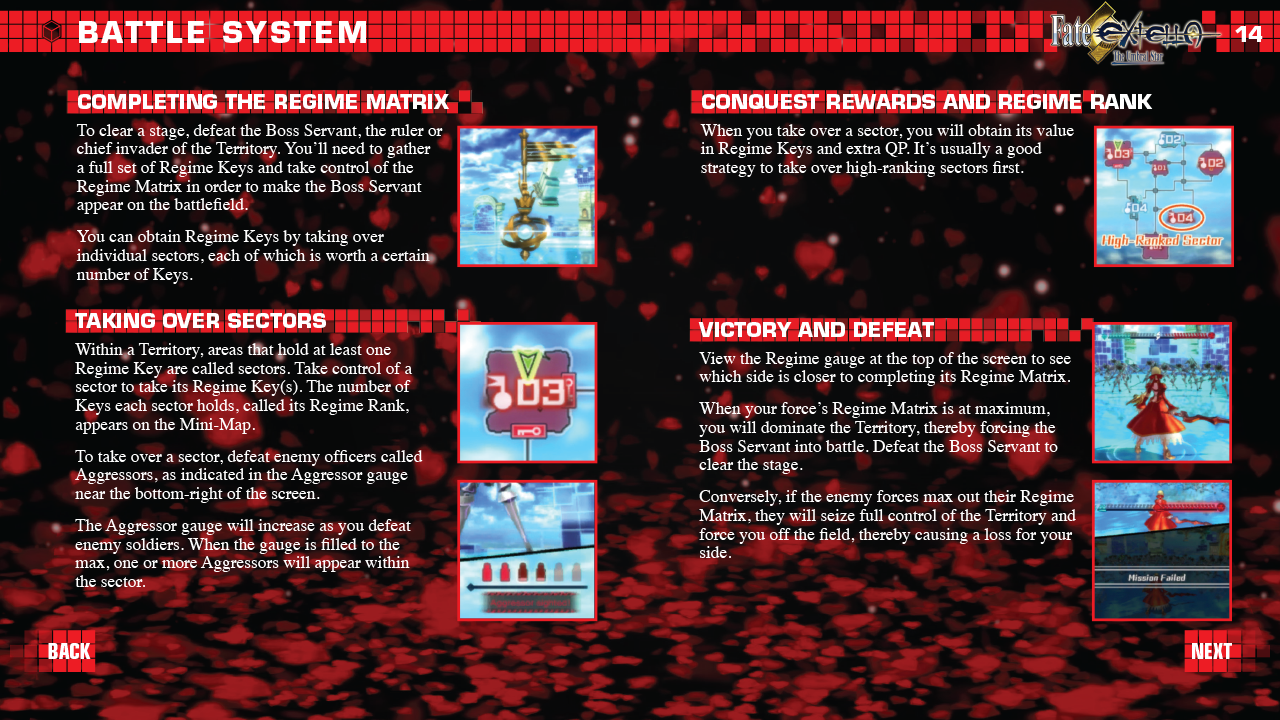 BATTLE SYSTEM
Fate/EXTELLA
The Umbral Star
14
COMPLETING THE REGIME MATRIX
To clear a stage, defeat the Boss Servant, the ruler or
chief invader of the Territory. You'll need to gather
a full set of Regime Keys and take control of the
Regime Matrix in order to make the Boss Servant
appear on the battlefield.
You can obtain Regime Keys by taking over
individual sectors, each of which is worth a certain
number of Keys.
TAKING OVER SECTORS
Within a Territory, areas that hold at least one
Regime Key are called sectors. Take control of a
sector to take its Regime Key(s). The number of
Keys each sector holds, called its Regime Rank,
appears on the Mini-Map.
03
To take over a sector, defeat enemy officers called
Aggressors, as indicated in the Aggressor gauge
near the bottom-right of the screen.
The Aggressor gauge will increase as you defeat
enemy soldiers. When the gauge is filled to the
max, one or more Aggressors will appear within
the sector.
CONQUEST REWARDS AND REGIME RANK
When you take over a sector, you will obtain its value
in Regime Keys and extra QP. It's usually a good
strategy to take over high-ranking sectors first.
02
03
01
02
04
04
High-Ranked Sector
01
VICTORY AND DEFEAT
View the Regime gauge at the top of the screen to see
which side is closer to completing its Regime Matrix.
When your force's Regime Matrix is at maximum,
you will dominate the Territory, thereby forcing the
Boss Servant into battle. Defeat the Boss Servant to
clear the stage.
Conversely, if the enemy forces max out their Regime
Matrix, they will seize full control of the Territory and
force you off the field, thereby causing a loss for your
side.
Mission Failed
BACK
NEXT